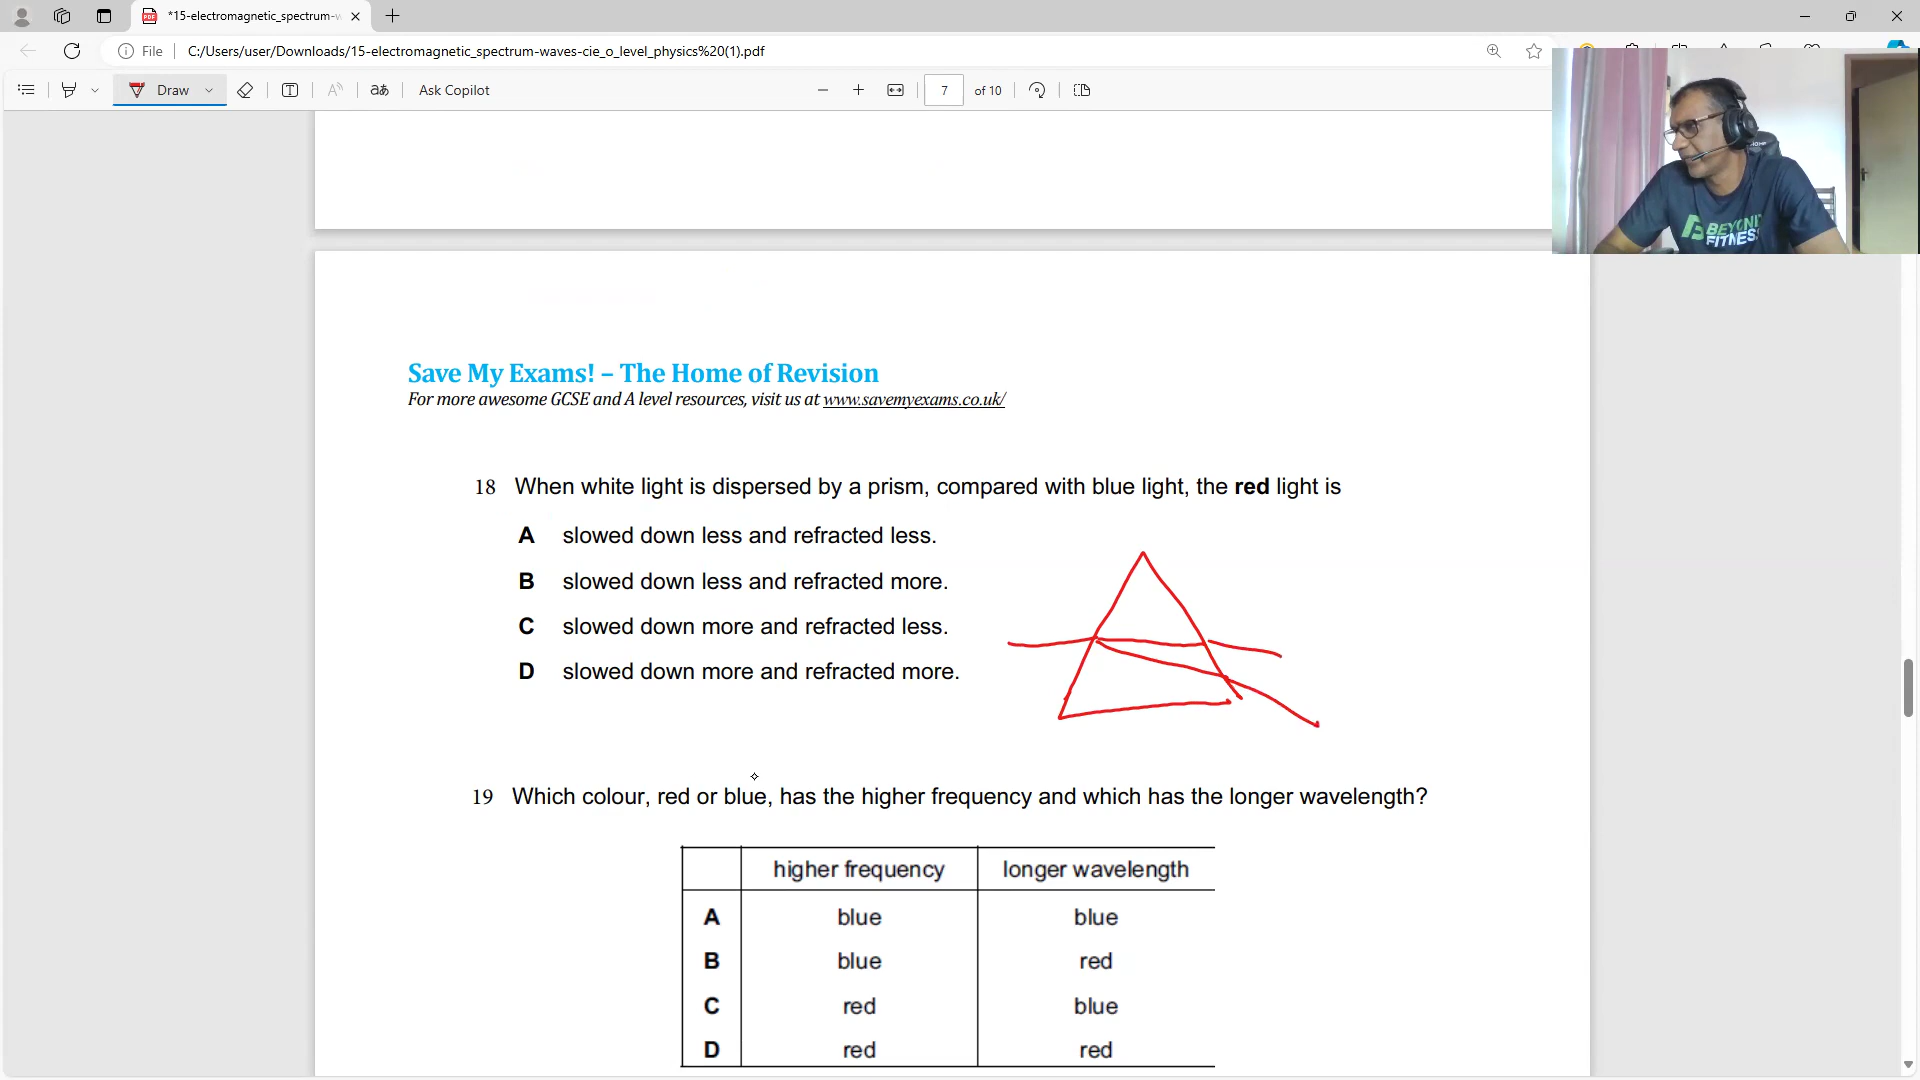 *15-electromagnetic_spectrum-w
File
C:/Users/user/Downloads/15-electromagnetic_spectrum-waves-cie_o_level_physics%20(1).pdf
Draw
Ask Copilot
7 of 10
BEYOND
FITNESS
Save My Exams! – The Home of Revision
For more awesome GCSE and A level resources, visit us at www.savemyexams.co.uk/
18 When white light is dispersed by a prism, compared with blue light, the red light is
A slowed down less and refracted less.
B slowed down less and refracted more.
C slowed down more and refracted less.
D slowed down more and refracted more.
19 Which colour, red or blue, has the higher frequency and which has the longer wavelength?
higher frequency longer wavelength
A blue blue
B blue red
C red blue
D red red